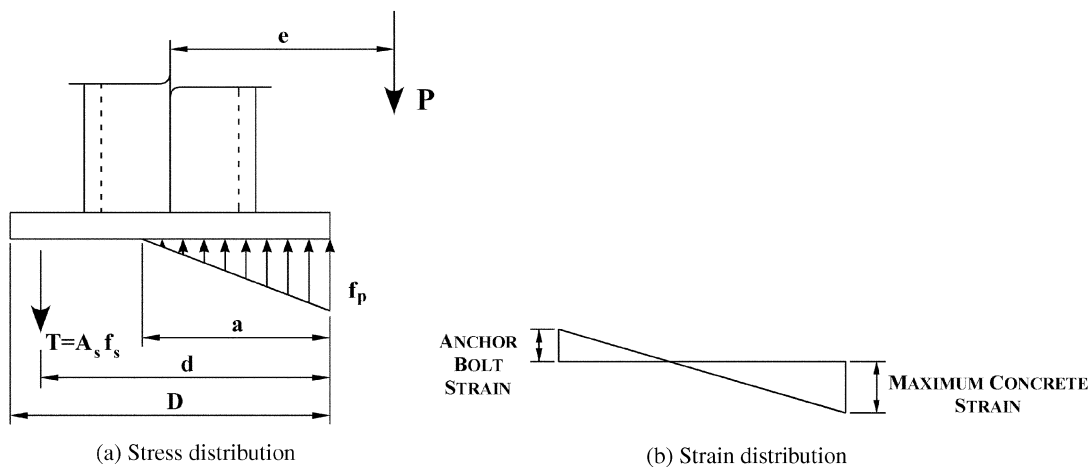 e
P
f_p
T=A_s f_s
a
d
D
ANCHOR
BOLT
STRAIN
MAXIMUM CONCRETE
STRAIN
(a) Stress distribution
(b) Strain distribution